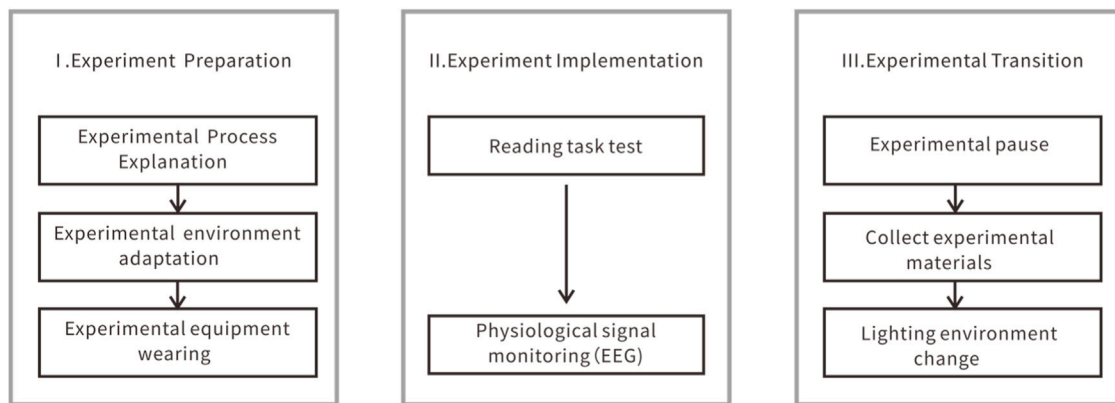 I.Experiment Preparation
Experimental Process
Explanation
Experimental environment
adaptation
Experimental equipment
wearing
II.Experiment Implementation
Reading task test
Physiological signal
monitoring(EEG)
III.Experimental Transition
Experimental pause
Collect experimental
materials
Lighting environment
change